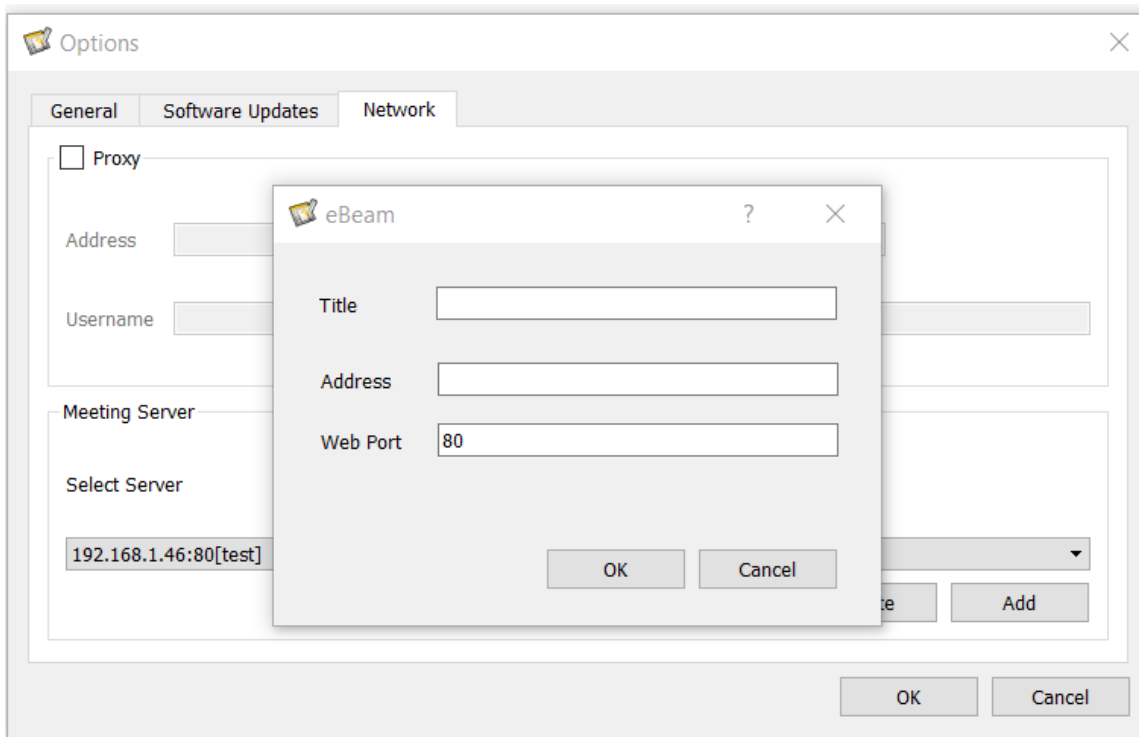 Options
General Software Updates Network
Proxy
eBeam ?
Address
Title
Username
Address
Meeting Server
Web Port 80
Select Server
192.168.1.46:80[test]
OK Cancel
Add
OK Cancel